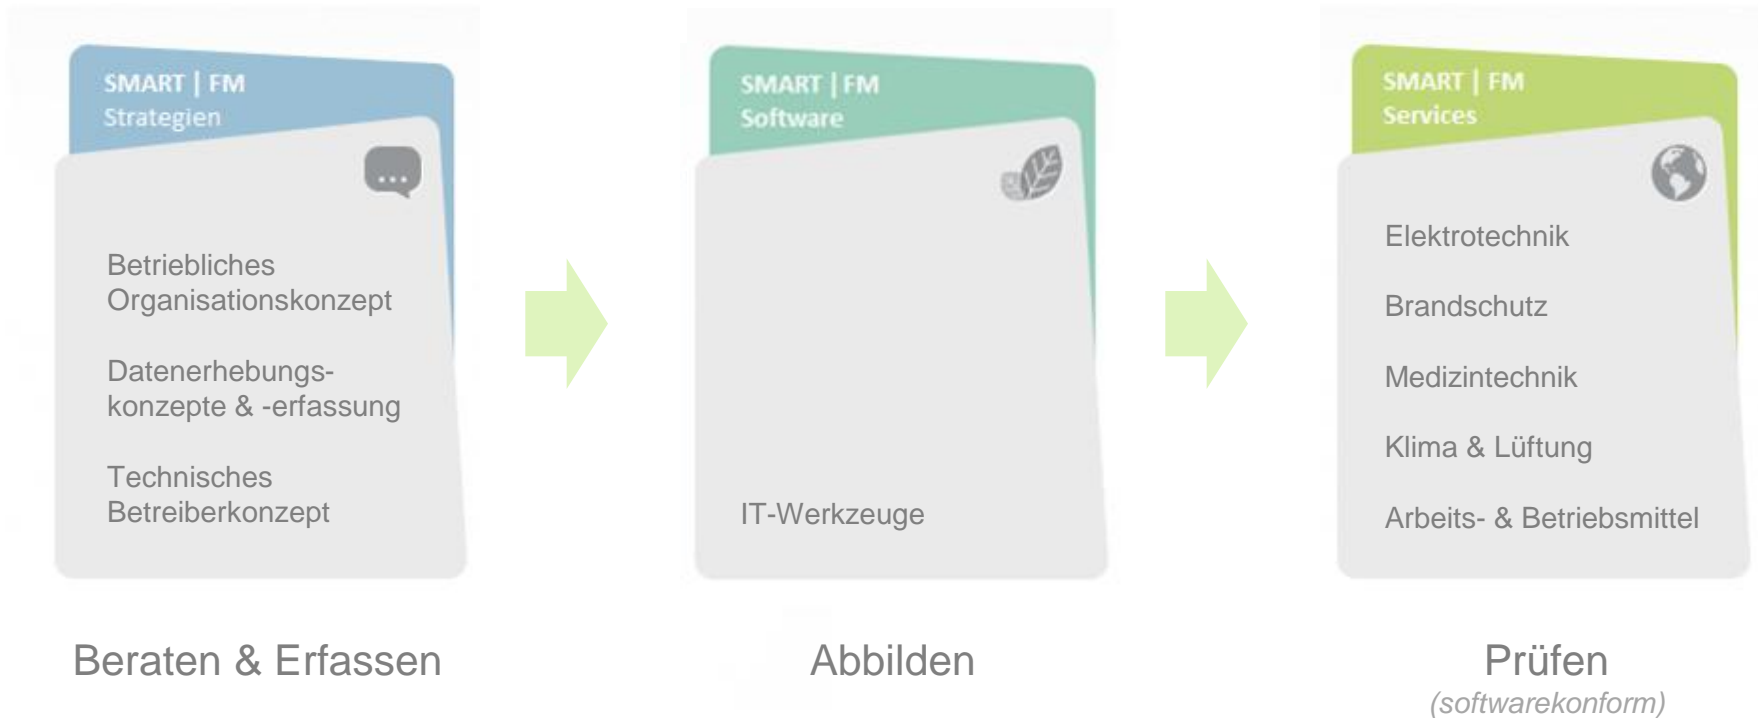 SMART | FM
Strategien
Betriebliches
Organisationskonzept
Datenerhebungs-
konzepte & -erfassung
Technisches
Betreiberkonzept
Beraten & Erfassen
SMART | FM
Software
IT-Werkzeuge
Abbilden
SMART | FM
Services
Elektrotechnik
Brandschutz
Medizintechnik
Klima & Lüftung
Arbeits- & Betriebsmittel
Prüfen
(softwarekonform)